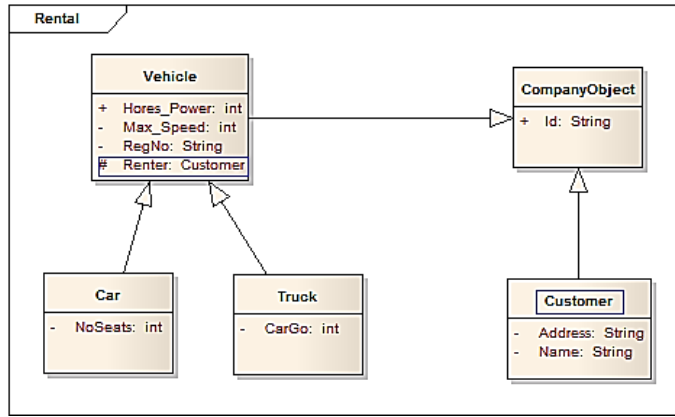 Rental
Vehicle
+ Hores_Power: int
- Max_Speed: int
- RegNo: String
# Renter: Customer
CompanyObject
+ Id: String
Car
- NoSeats: int
Truck
- CarGo: int
Customer
- Address: String
- Name: String